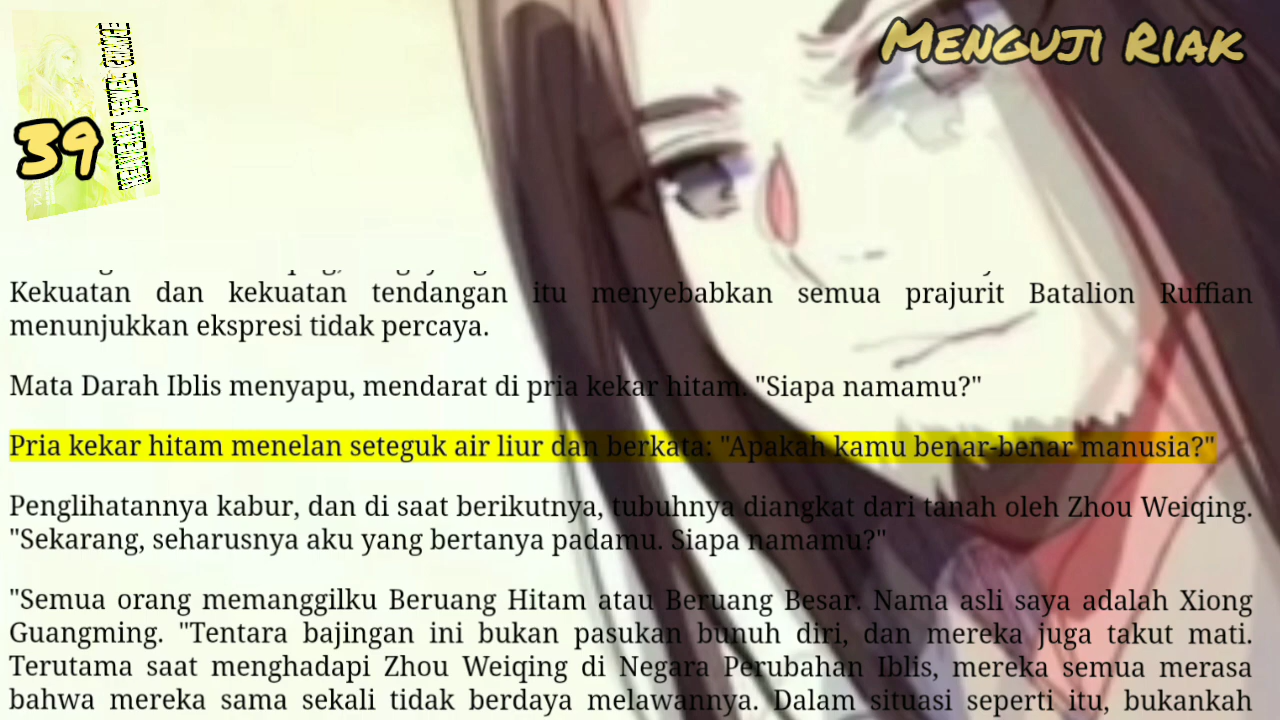 Menguji Riak
39
Kekuatan dan kekuatan tendangan itu menyebabkan semua prajurit Batalion Ruffian
menunjukkan ekspresi tidak percaya.
Mata Darah Iblis menyapu, mendarat di pria kekar hitam. "Siapa namamu?"
Pria kekar hitam menelan seteguk air liur dan berkata: "Apakah kamu benar-benar manusia?"
Penglihatannya kabur, dan di saat berikutnya, tubuhnya diangkat dari tanah oleh Zhou Weiqing.
"Sekarang, seharusnya aku yang bertanya padamu. Siapa namamu?"
"Semua orang memanggilku Beruang Hitam atau Beruang Besar. Nama asli saya adalah Xiong
Guangming. "Tentara bajingan ini bukan pasukan bunuh diri, dan mereka juga takut mati.
Terutama saat menghadapi Zhou Weiqing di Negara Perubahan Iblis, mereka semua merasa
bahwa mereka sama sekali tidak berdaya melawannya. Dalam situasi seperti itu, bukankah